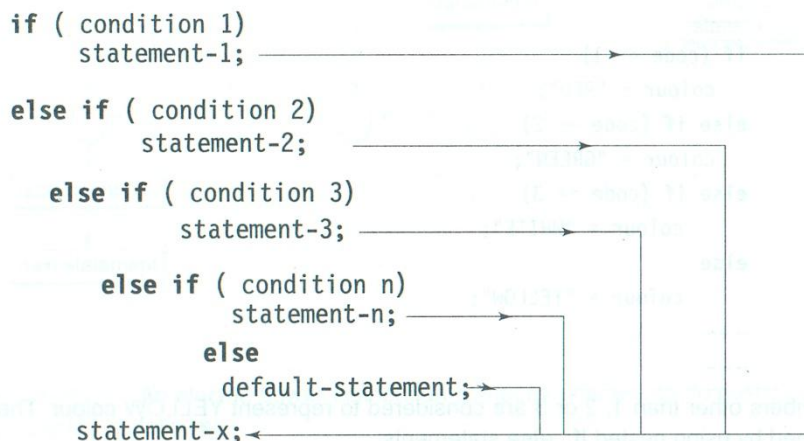 if ( condition 1)
statement-1;
else if ( condition 2)
statement-2;
else if ( condition 3)
statement-3;
else if ( condition n)
statement-n;
else
default-statement;
statement-x;